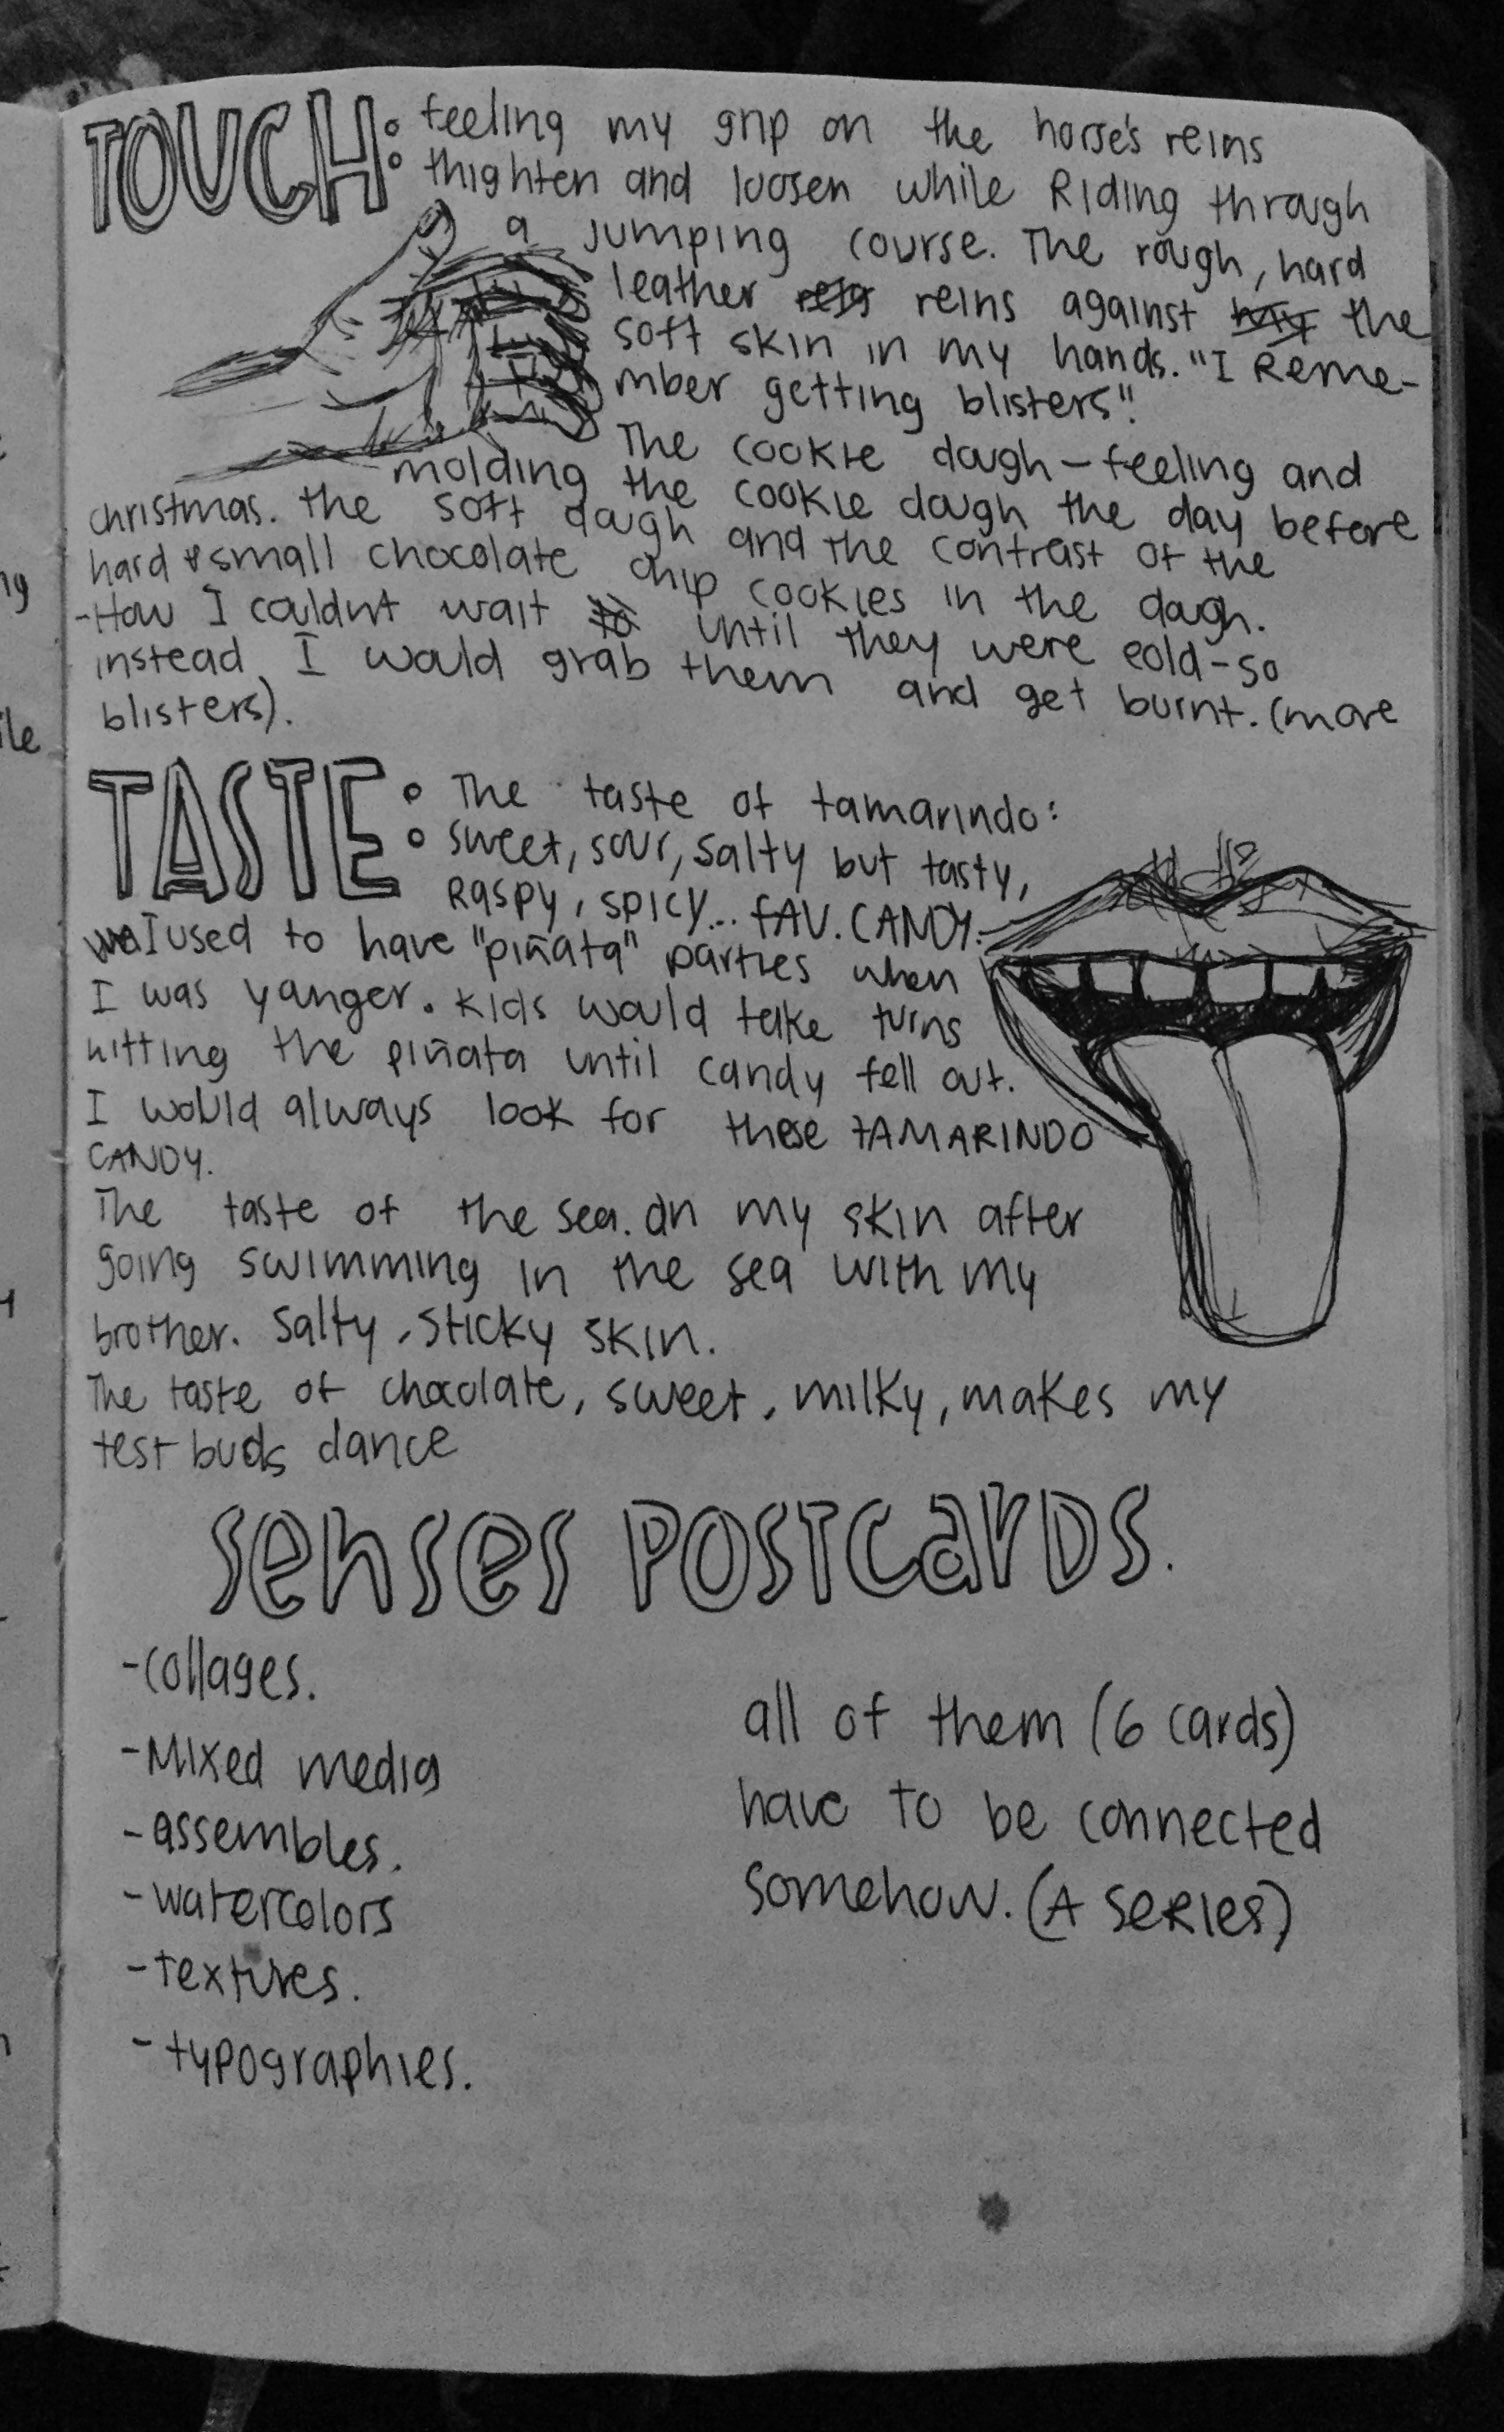 TOUCH: feeling my grip on the horse's reins
thighten and loosen while Riding through
a jumping course. The rough, hard
leather reins against the
soft skin in my hands. "I Reme-
mber getting blisters"!
The cookie dough - feeling and
molding the cookie dough the day before
christmas. the soft dough and the contrast of the
hard & small chocolate chip cookies in the dough.
- How I couldnt wait until they were cold - so
instead I would grab them and get burnt. (more
blisters).
TASTE: The taste of tamarindo:
sweet, sour, salty but tasty,
Raspy, spicy... fAV. CANDY.
I used to have "piñata" parties when
I was yanger. Kids would take turns
hitting the piñata until candy fell out.
I would always look for these tAMARINDO
CANDY.
The taste of the sea. on my skin after
going swimming in the sea with my
brother. Salty, sticky skin.
The taste of chocolate, sweet, milky, makes my
test buds dance
senses POSTCARDS.
- collages.
- Mixed media
- assembles.
- watercolors
- textures.
- typographies.
all of them (6 cards)
have to be connected
somehow. (A SERIES)